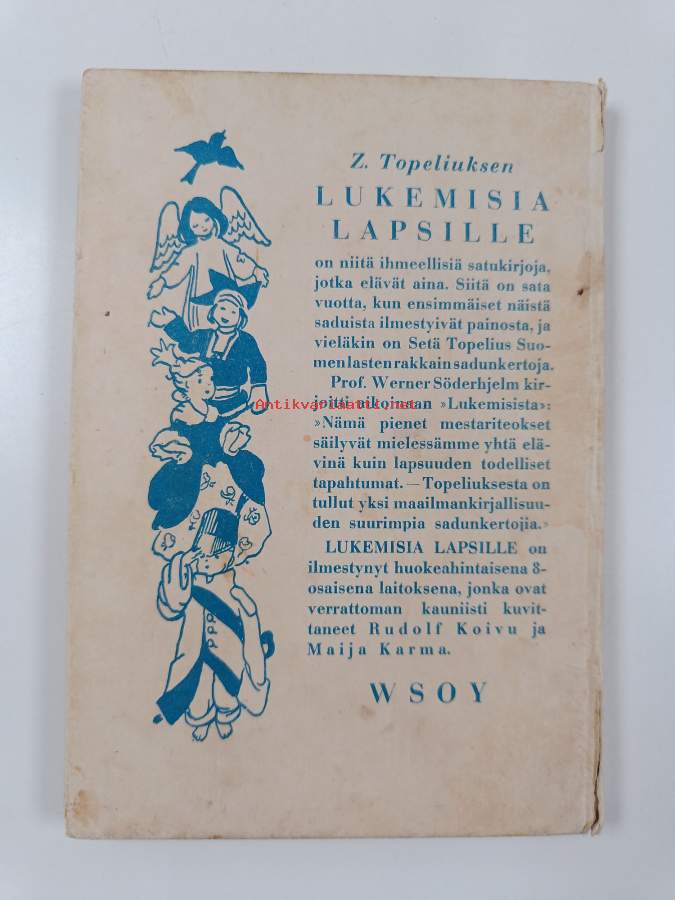 Z. Topeliuksen
LUKEMISIA
LAPSILLE
on niitä ihmeellisiä satukirjoja,
jotka elävät aina. Siitä on sata
vuotta, kun ensimmäiset näistä
saduista ilmestyivät painosta, ja
vieläkin on Setä Topelius Suo-
men lasten rakkain sadunkertoja.
Prof. Werner Söderhjelm kir-
joitti aikoinaan »Lukemisista»:
Antikvariaatti.net
»Nämä pienet mestariteokset
säilyvät mielessämme yhtä elä-
vinä kuin lapsuuden todelliset
tapahtumat. — Topeliuksesta on
tullut yksi maailmankirjallisuu-
den suurimpia sadunkertojia.»
LUKEMISIA LAPSILLE on
ilmestynyt huokeahintaisena 8-
osaisena laitoksena, jonka ovat
verrattoman kauniisti kuvit-
taneet Rudolf Koivu ja
Maija Karma.
WSOY